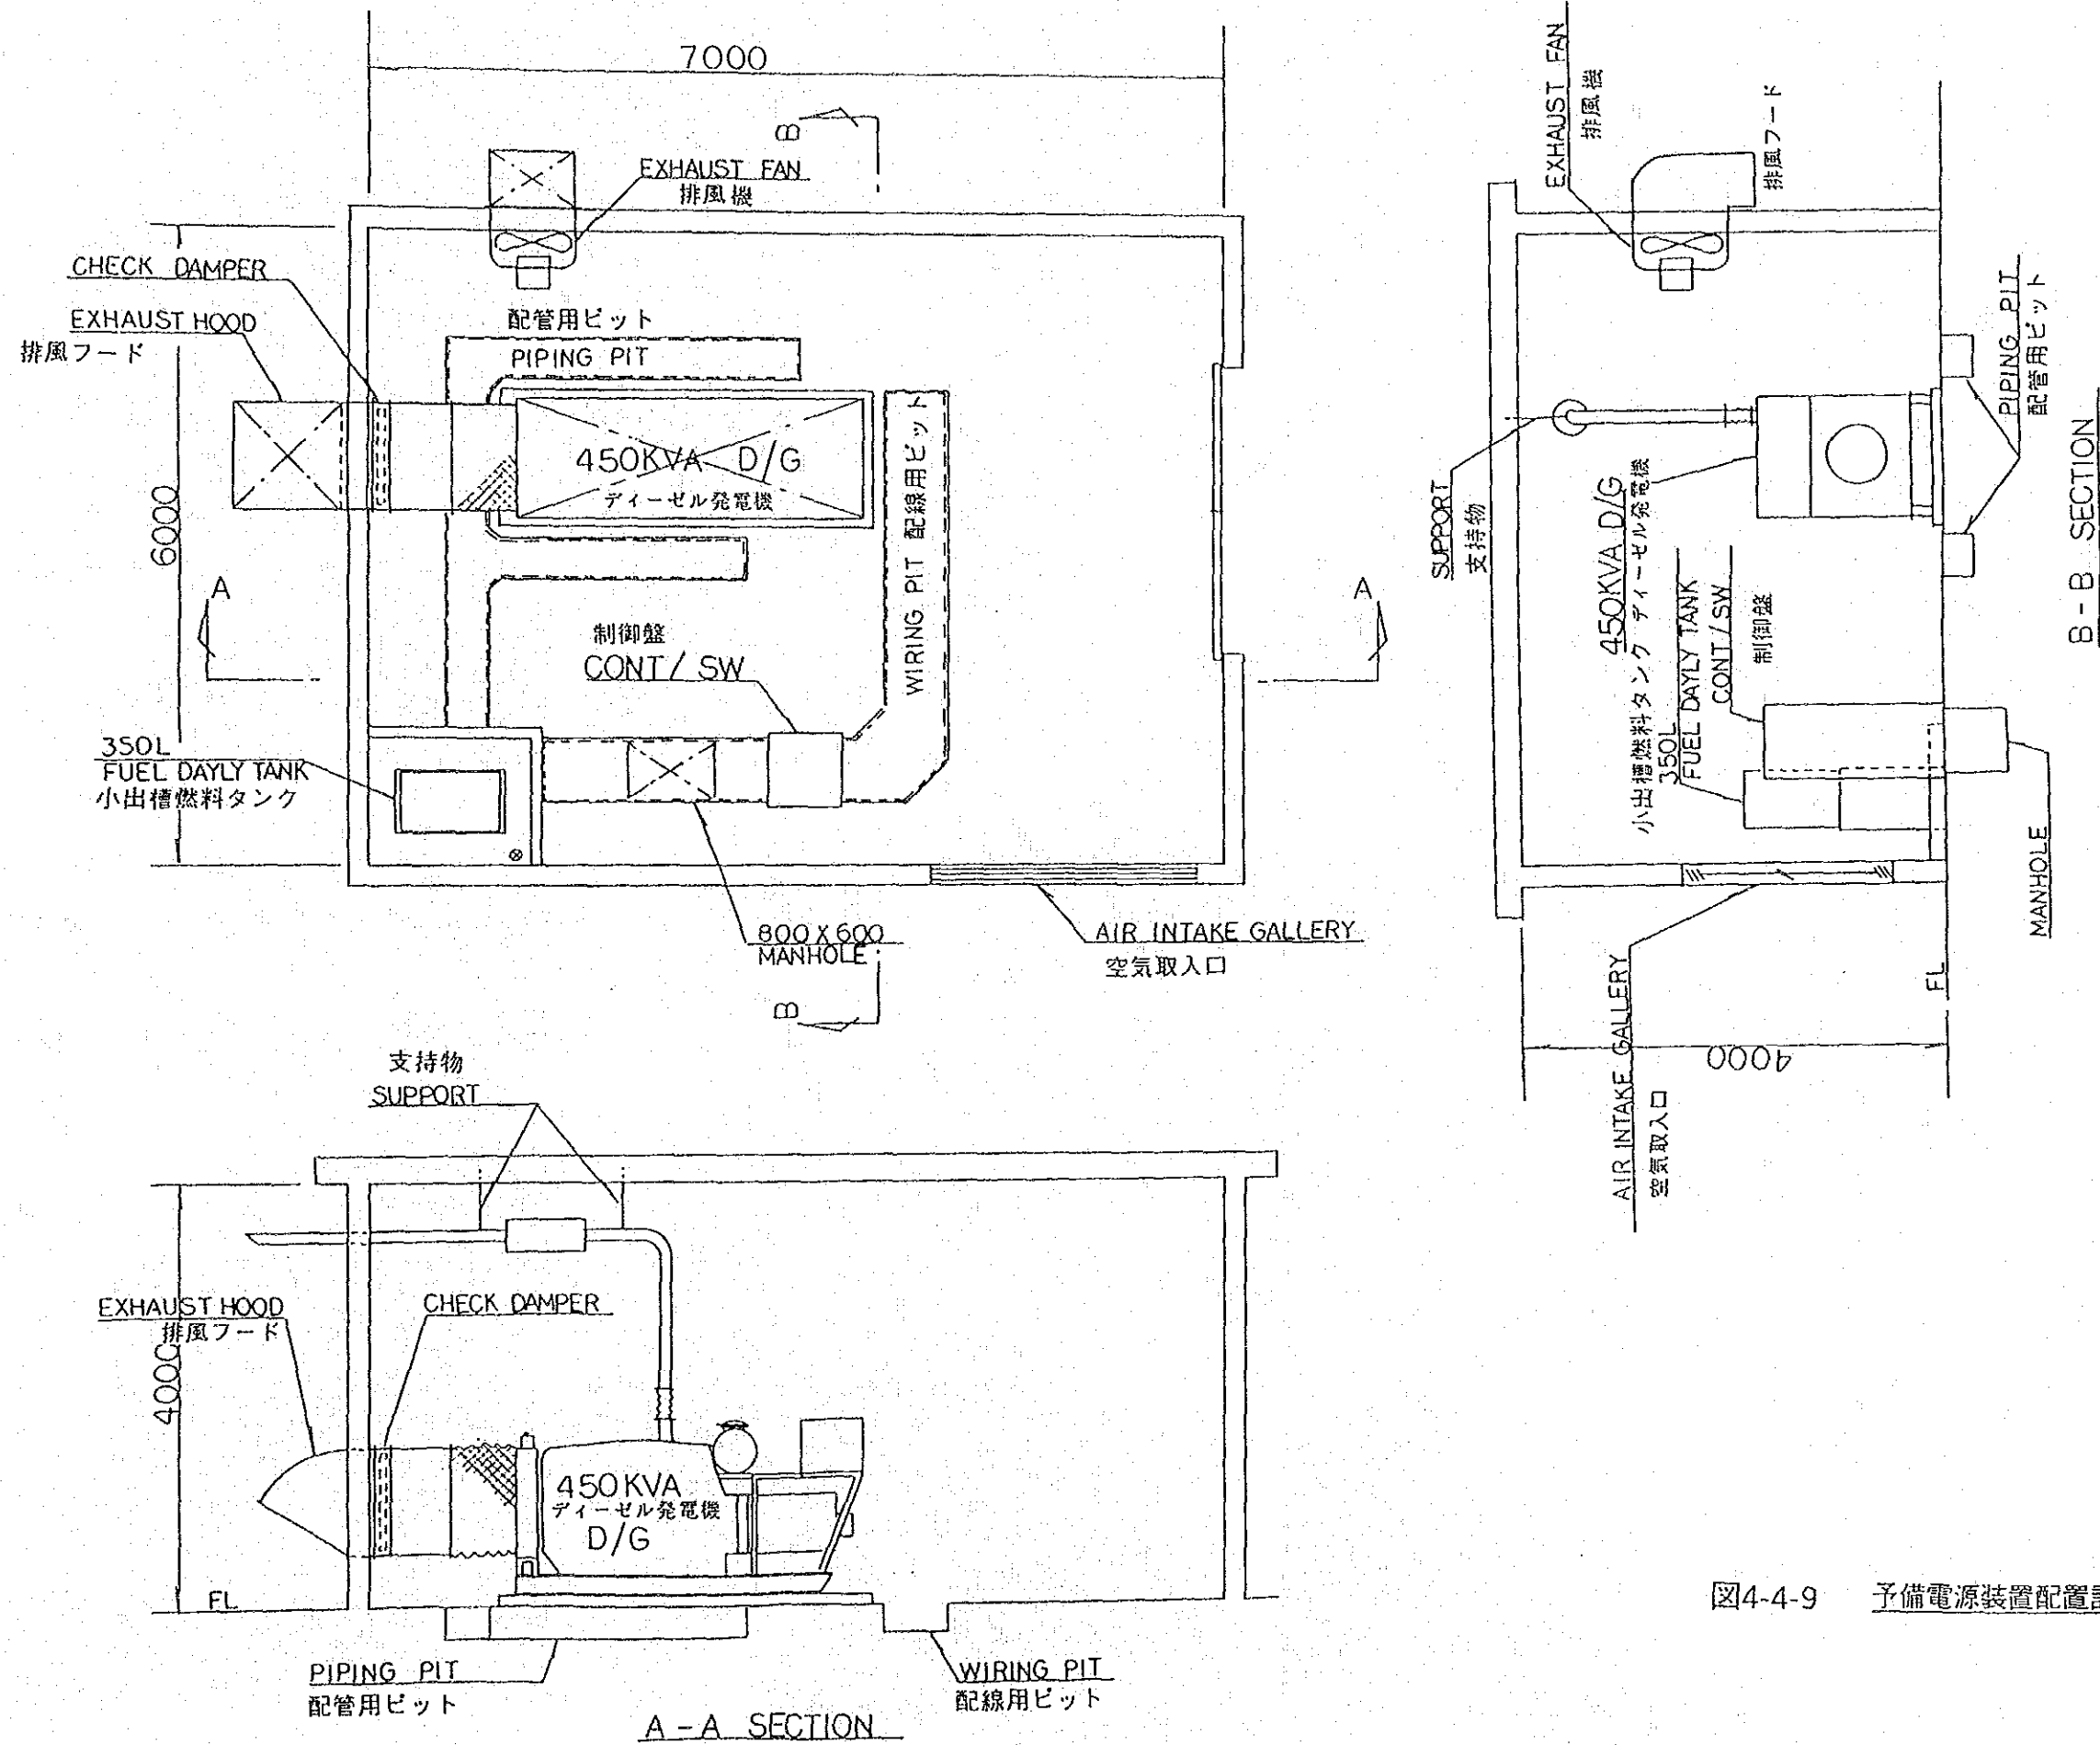 7000
B
EXHAUST FAN
排風機
CHECK DAMPER
EXHAUST HOOD
排風フード
配管用ピット
PIPING PIT
450KVA D/G
ディーゼル発電機
WIRING PIT 配線用ピット
6000
A
A
制御盤
CONT/ SW
350L
FUEL DAYLY TANK
小出槽燃料タンク
800X600
MANHOLE
AIR INTAKE GALLERY
空気取入口
B
EXHAUST FAN
排風機
排風フード
PIPING PIT
配管用ピット
SUPPORT
支持物
450KVA D/G
ディーゼル発電機
小出槽燃料タンク
350L
FUEL DAYLY TANK
CONT/SW
制御盤
MANHOLE
FL
AIR INTAKE GALLERY
空気取入口
4000
B-B SECTION
支持物
SUPPORT
EXHAUST HOOD
排風フード
CHECK DAMPER
4000
450KVA
ディーゼル発電機
D/G
FL
PIPING PIT
配管用ピット
WIRING PIT
配線用ピット
A-A SECTION
図4-4-9 予備電源装置配置